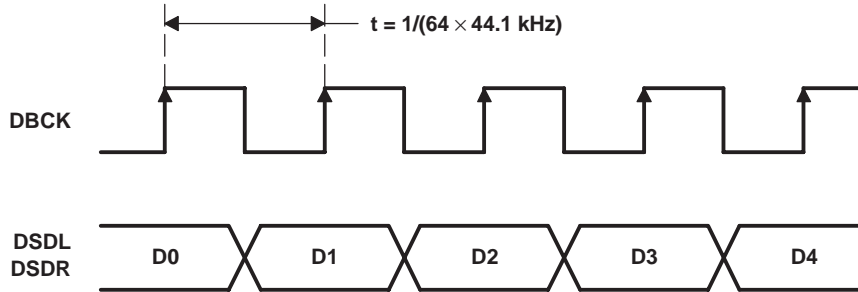 t = 1/(64 × 44.1 kHz)
DBCK
DSDL
DSDR
D0 D1 D2 D3 D4